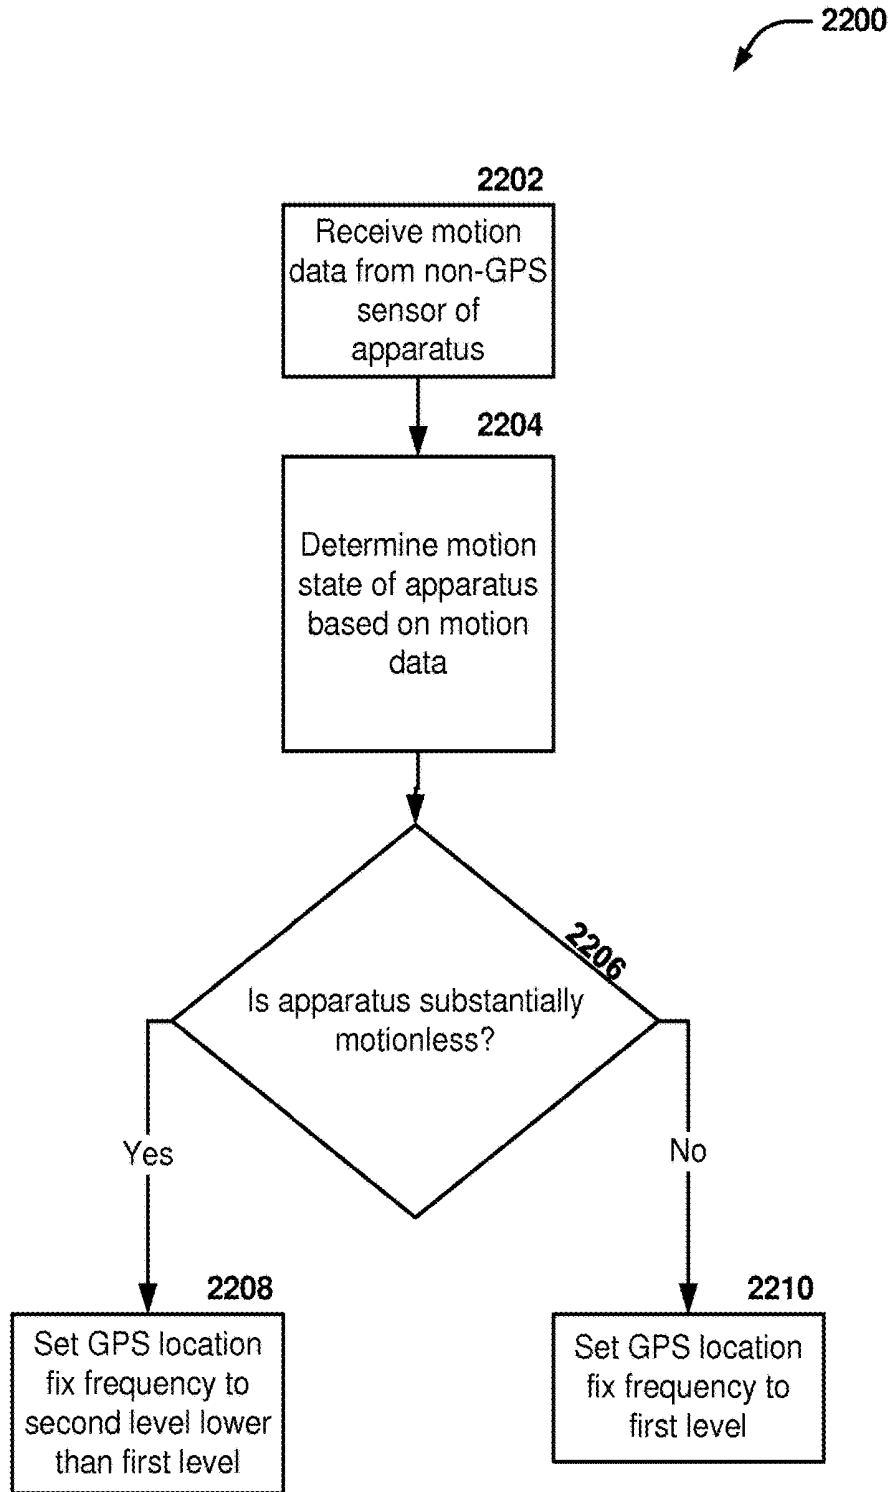 2200
2202
Receive motion
data from non-GPS
sensor of
apparatus
2204
Determine motion
state of apparatus
based on motion
data
2206
Is apparatus substantially
motionless?
Yes
No
2208
Set GPS location
fix frequency to
second level lower
than first level
2210
Set GPS location
fix frequency to
first level